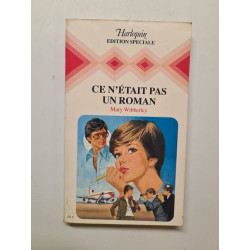 Harlequin
EDITION SPECIALE
CE N'ÉTAIT PAS
UN ROMAN
Mary Wibberley